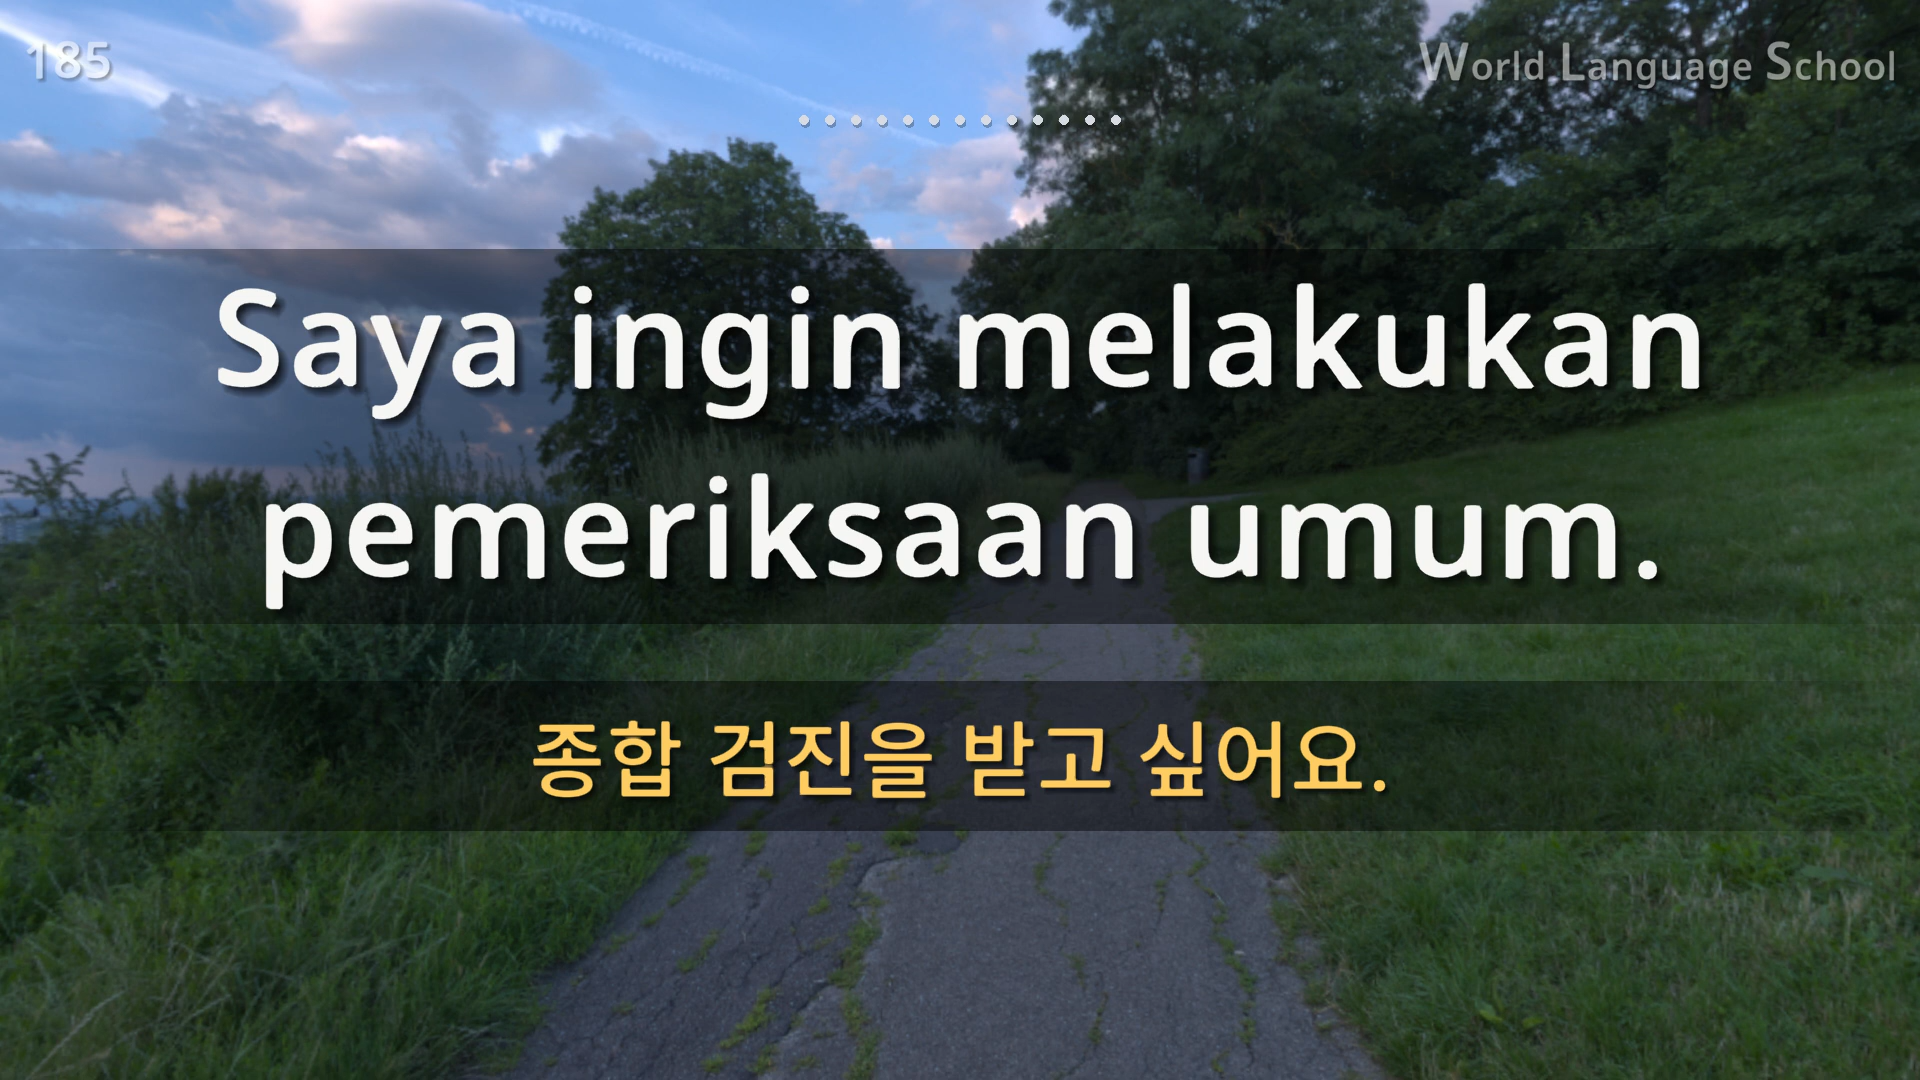 185
World Language School
Saya ingin melakukan
pemeriksaan umum.
종합 검진을 받고 싶어요.